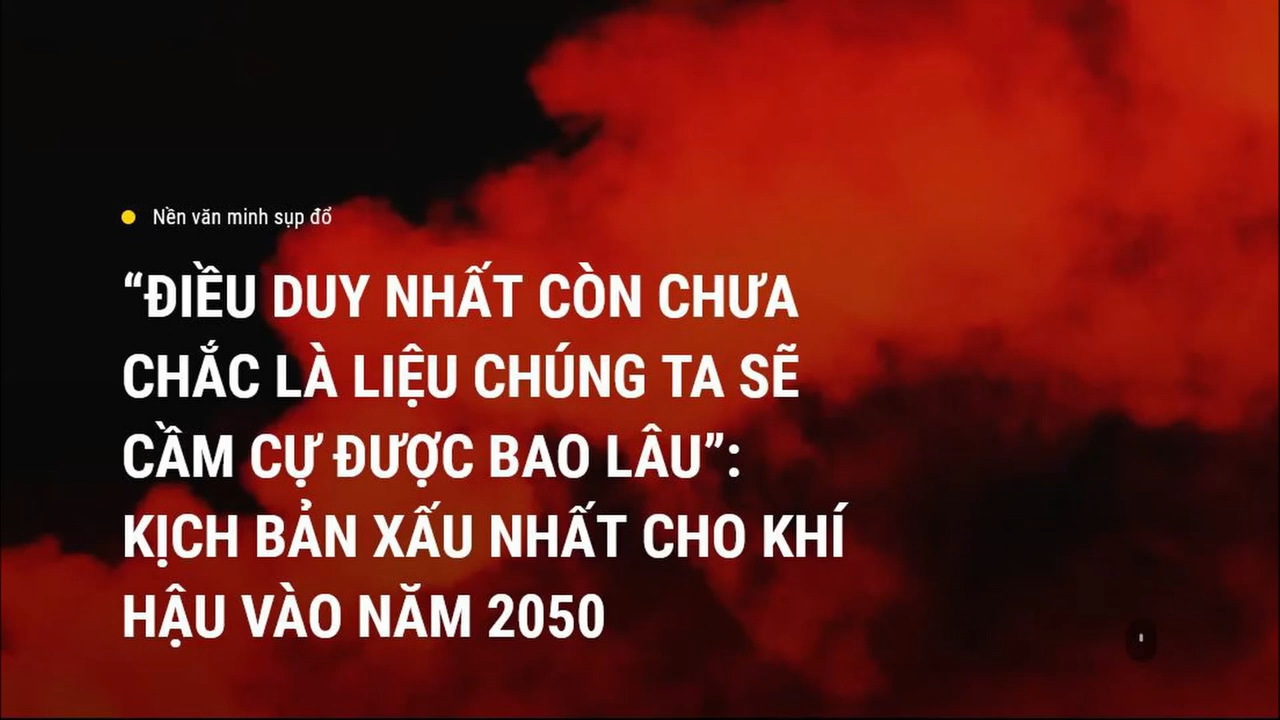 Nền văn minh sụp đổ
“ĐIỀU DUY NHẤT CÒN CHƯA
CHẮC LÀ LIỆU CHÚNG TA SẼ
CẦM CỰ ĐƯỢC BAO LÂU”:
KỊCH BẢN XẤU NHẤT CHO KHÍ
HẬU VÀO NĂM 2050